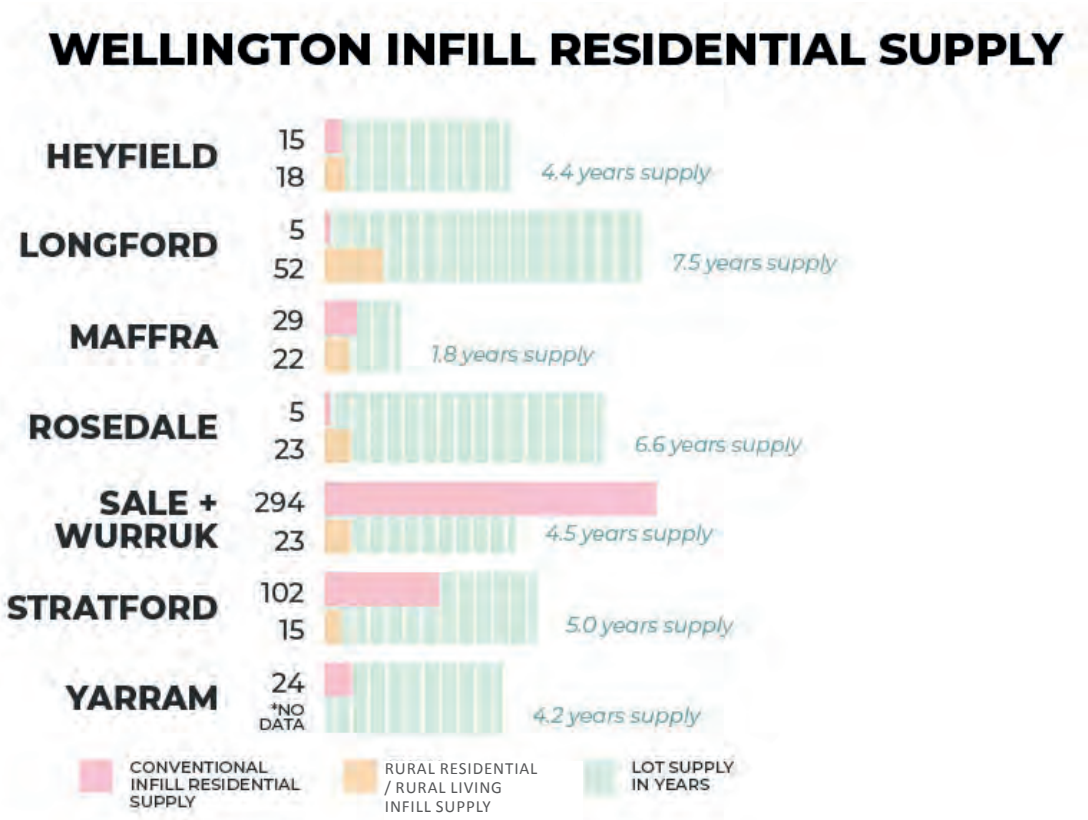 WELLINGTON INFILL RESIDENTIAL SUPPLY
HEYFIELD
15
18
4.4 years supply
LONGFORD
5
52
7.5 years supply
MAFFRA
29
22
1.8 years supply
ROSEDALE
5
23
6.6 years supply
SALE +
WURRUK
294
23
4.5 years supply
STRATFORD
102
15
5.0 years supply
YARRAM
24
*NO
DATA
4.2 years supply
CONVENTIONAL
INFILL RESIDENTIAL
SUPPLY
RURAL RESIDENTIAL
/ RURAL LIVING
INFILL SUPPLY
LOT SUPPLY
IN YEARS